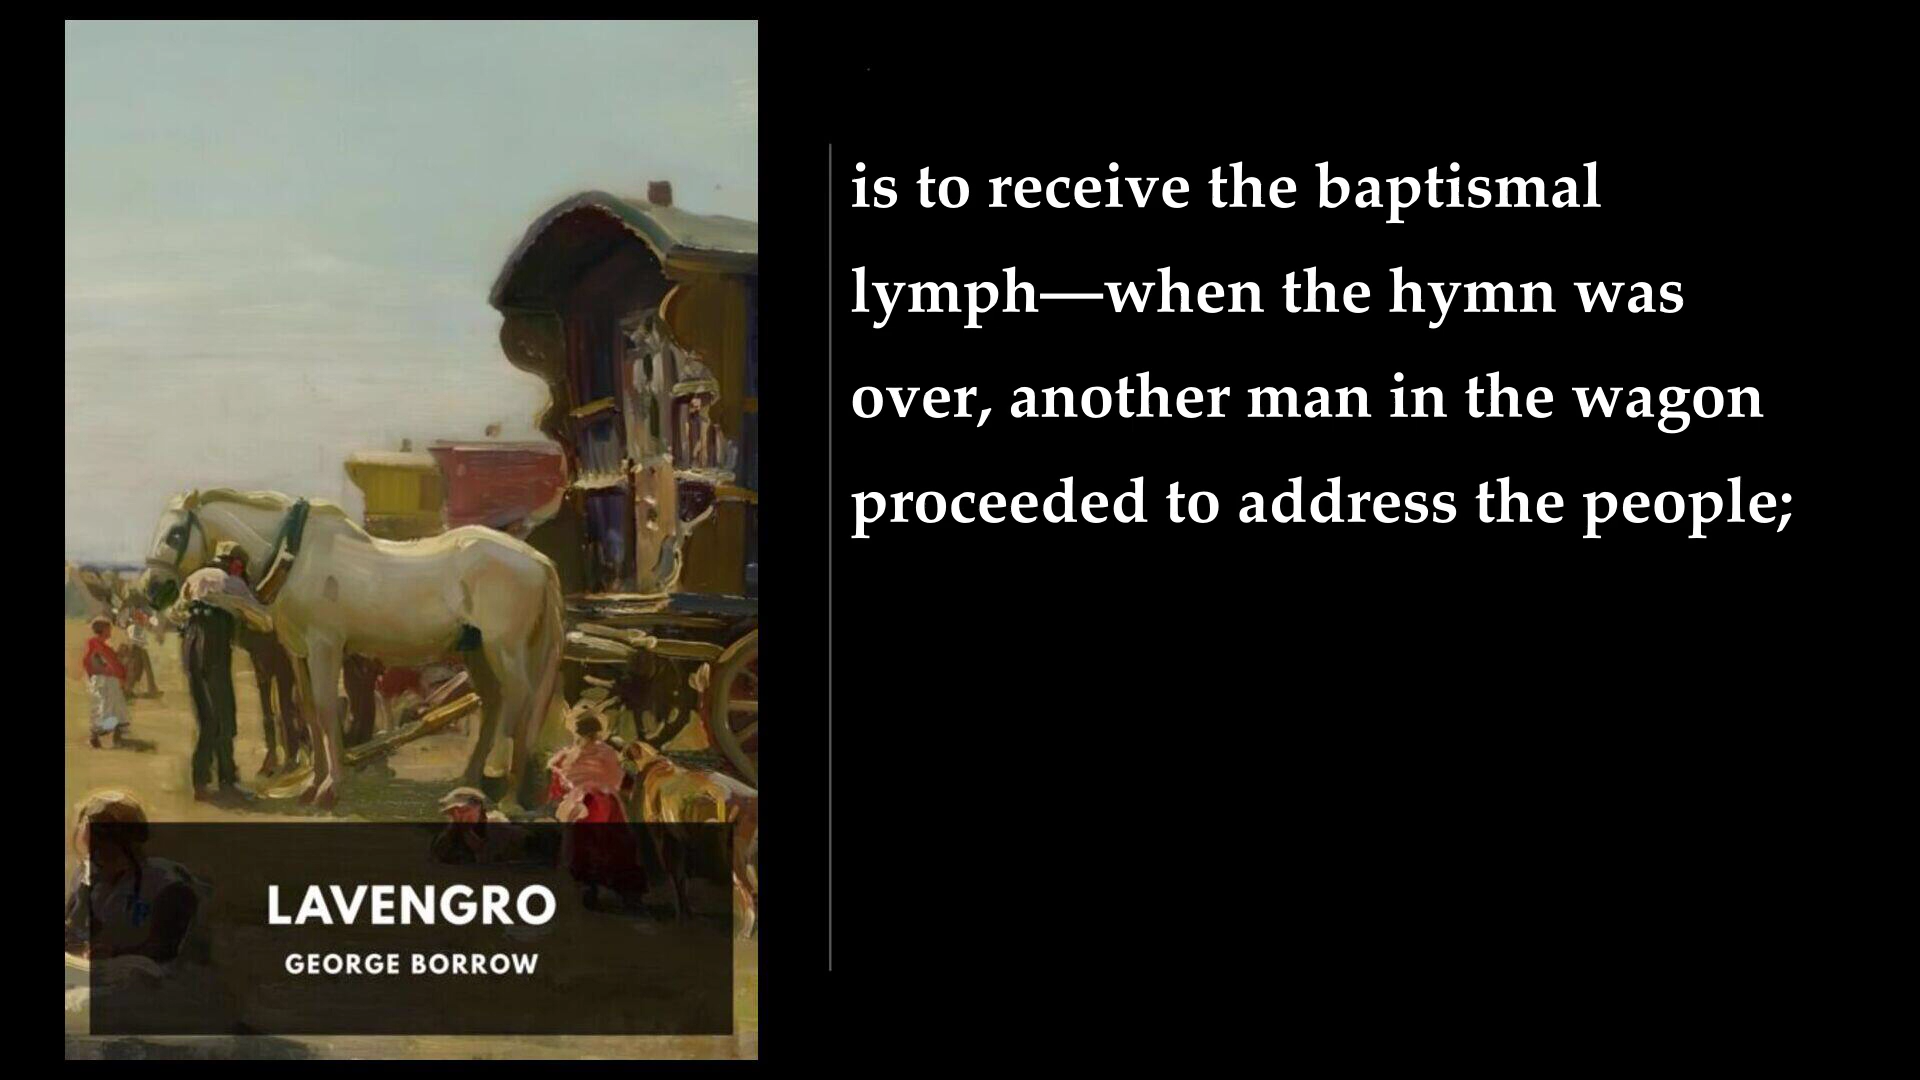 LAVENGRO
GEORGE BORROW
is to receive the baptismal
lymph—when the hymn was
over, another man in the wagon
proceeded to address the people;